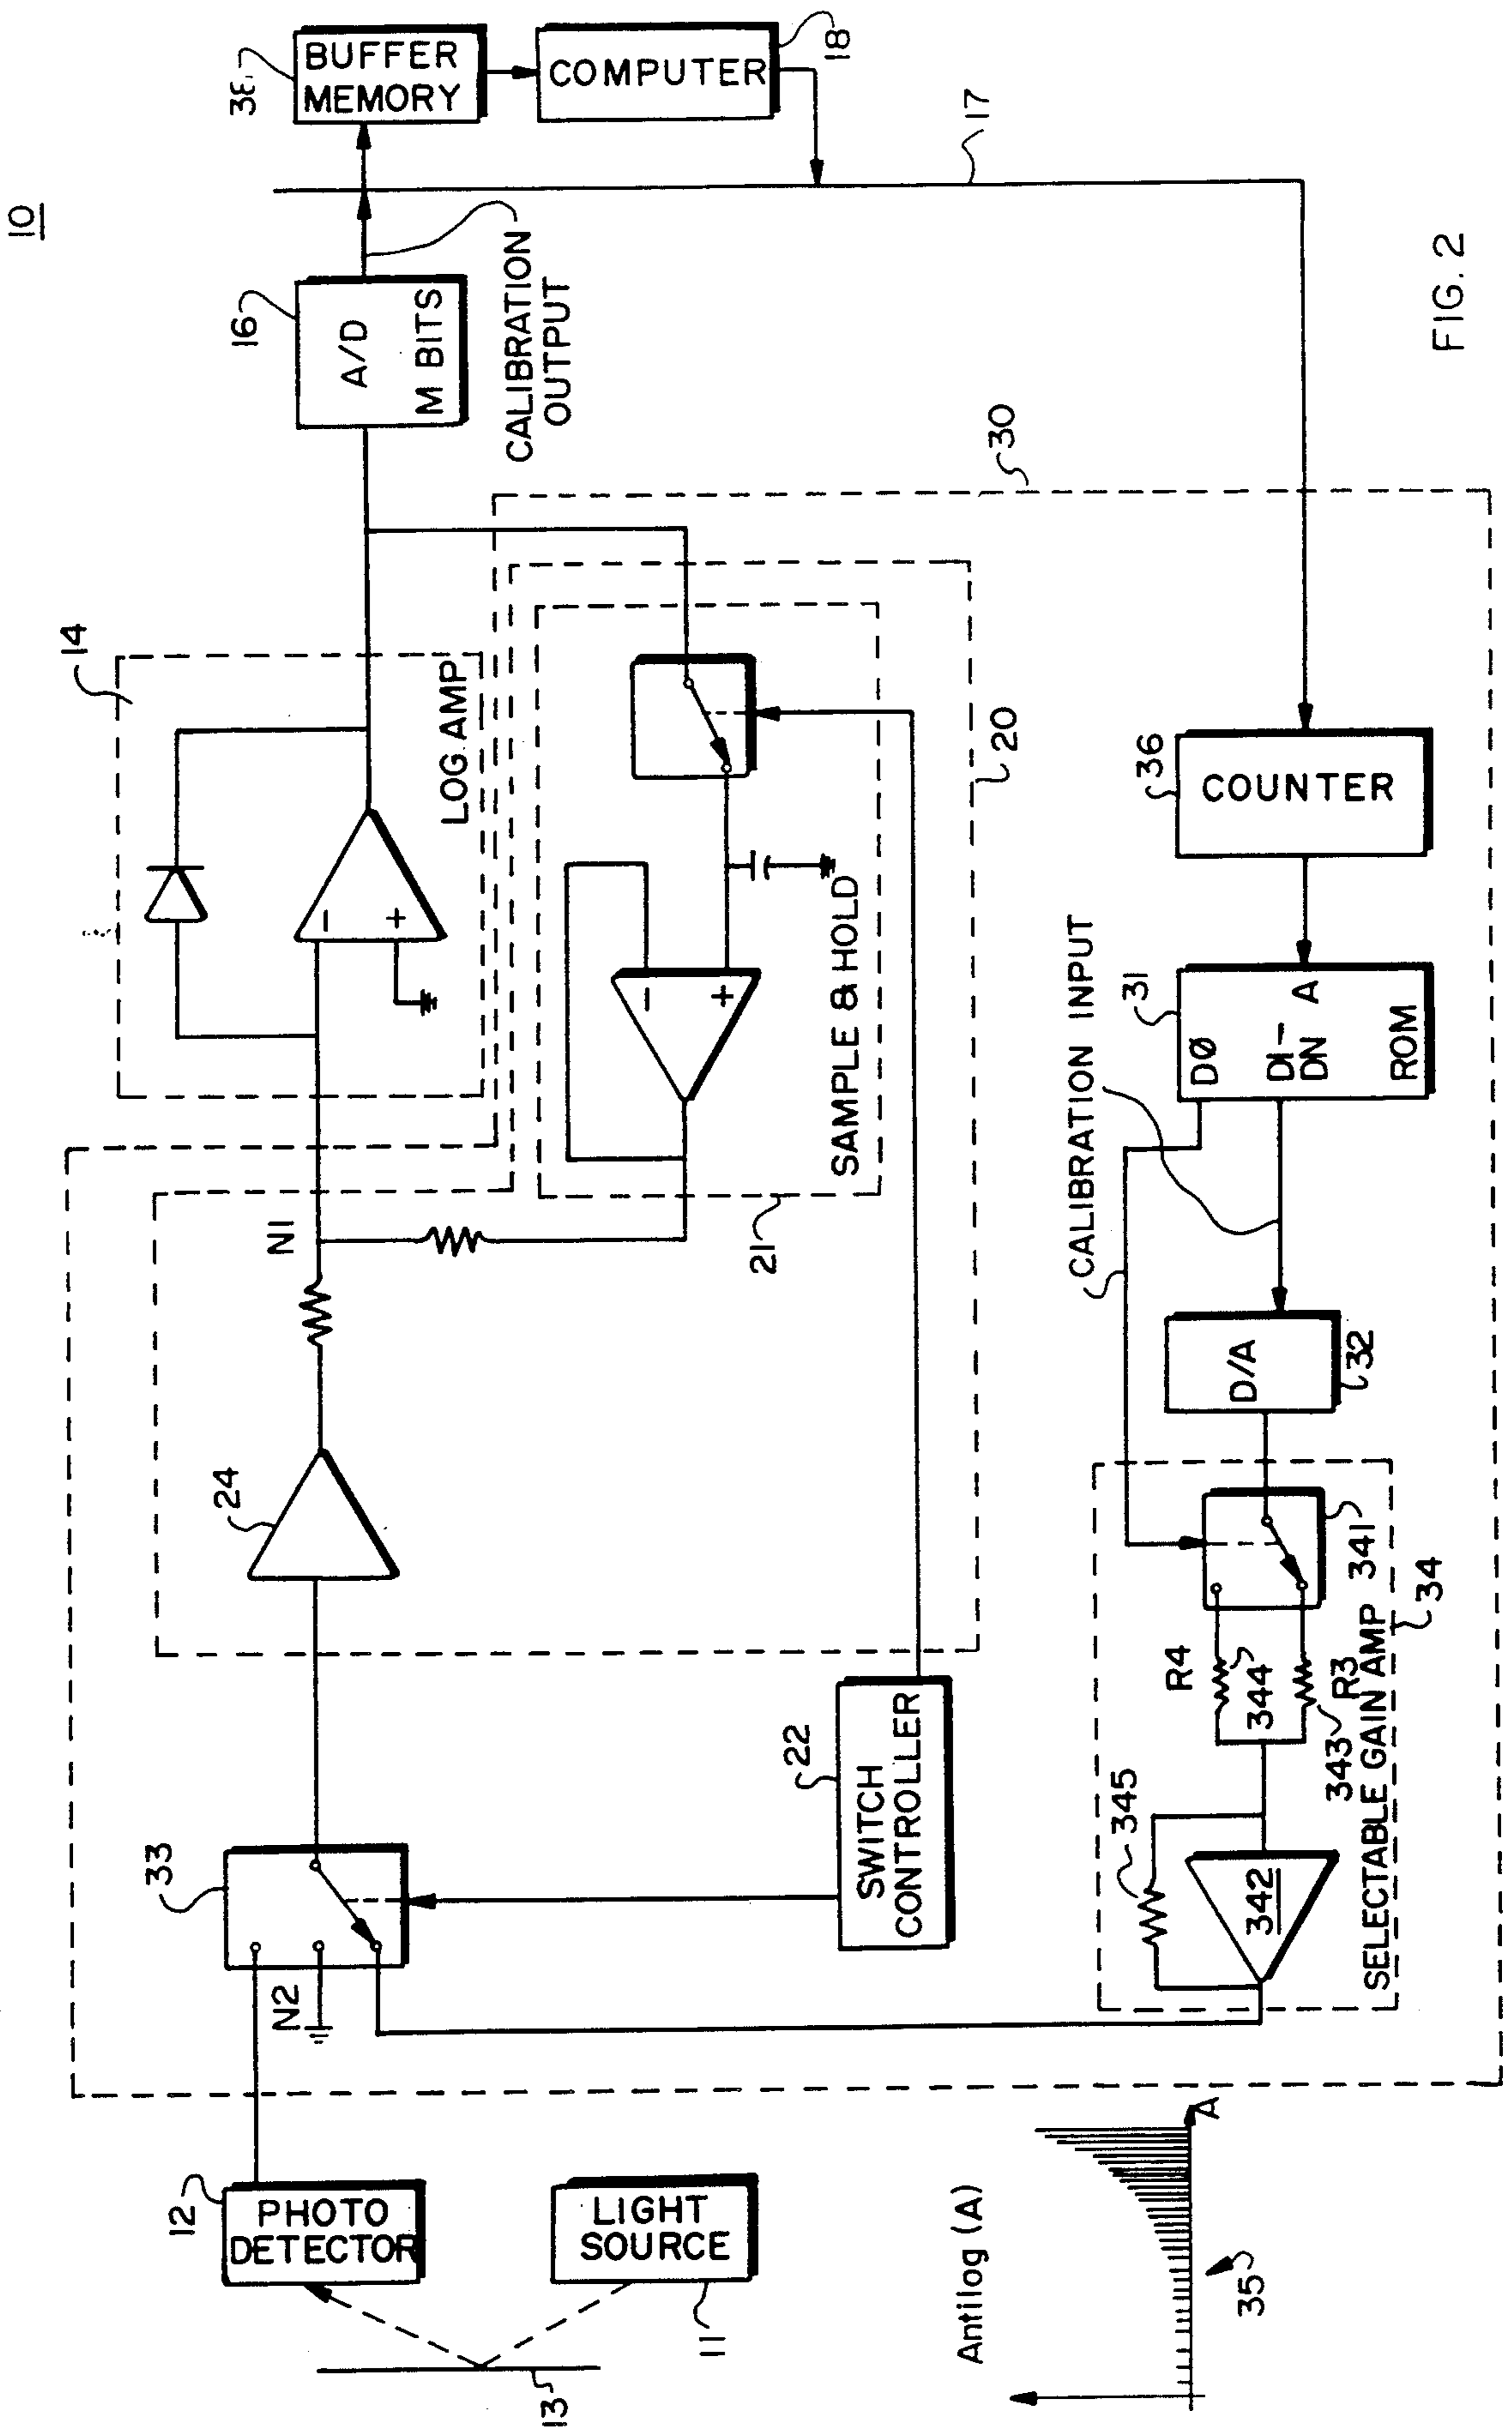 10
12
PHOTO
DETECTOR
LIGHT
SOURCE
11
13
33
N2
24
N1
14
LOG AMP
16
A/D
M BITS
CALIBRATION
OUTPUT
BUFFER
MEMORY
COMPUTER
18
17
30
20
SAMPLE & HOLD
21
22
SWITCH
CONTROLLER
CALIBRATION INPUT
36
COUNTER
31
DØ
DI-
DN
A
ROM
D/A
32
341
34
R4
344
R3
343
345
342
SELECTABLE GAIN AMP
Antilog (A)
A
35
FIG. 2